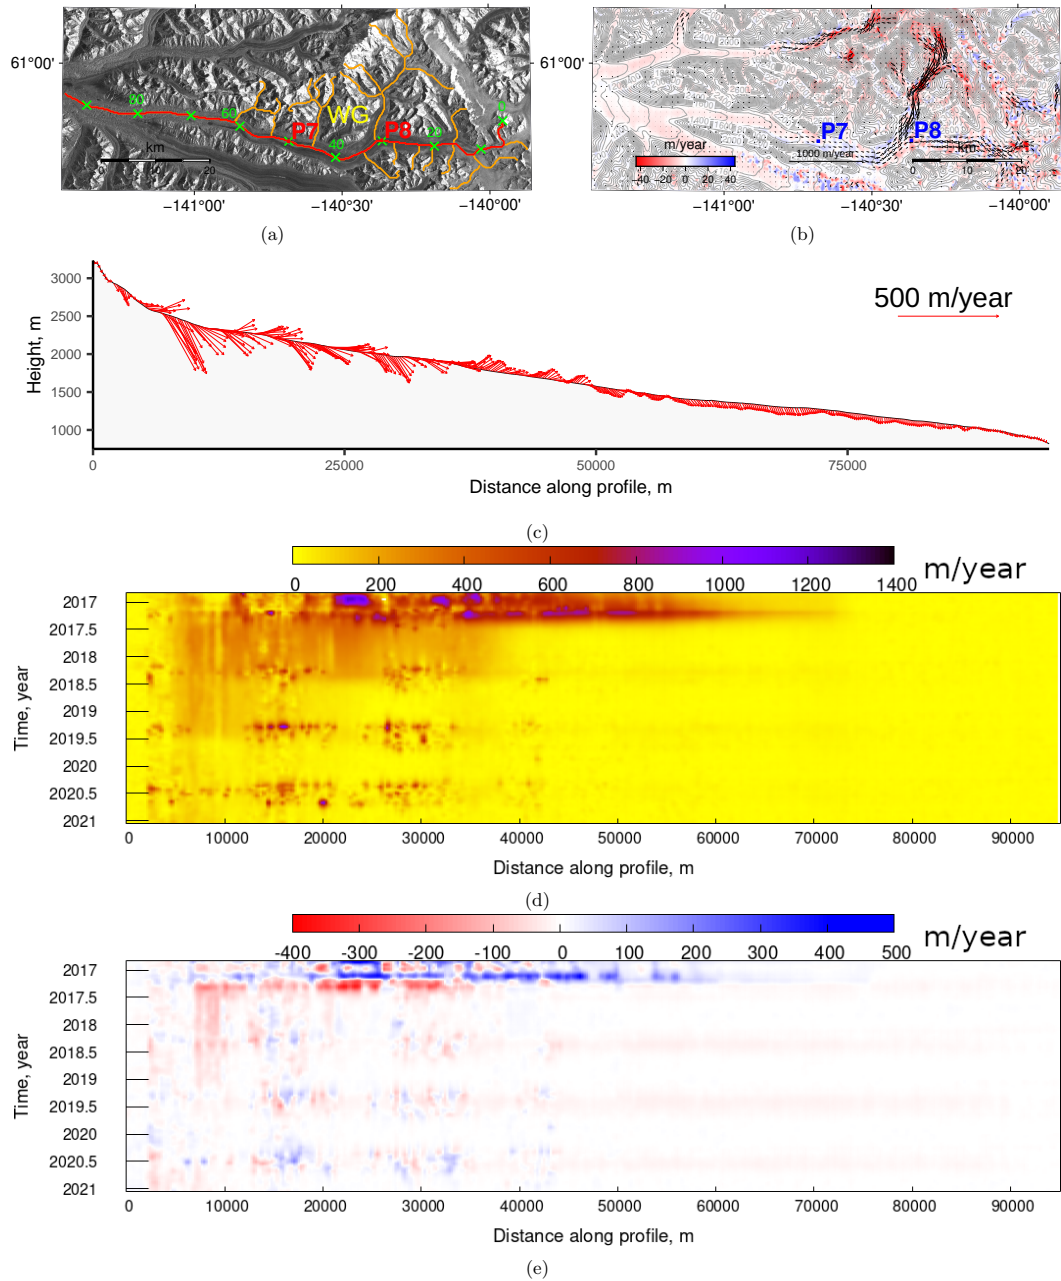 61°00'
80
60
WG
P7
P8
40
20
0
km
0
10
20
−141°00'
−140°30'
−140°00'
(a)
61°00'
P7
P8
m/year
−40 −20 0 20 40
1000 m/year
km
0 10 20
−141°00'
−140°30'
−140°00'
(b)
500 m/year
Height, m
3000
2500
2000
1500
1000
0 25000 50000 75000
Distance along profile, m
(c)
0 200 400 600 800 1000 1200 1400
m/year
Time, year
2017
2017.5
2018
2018.5
2019
2019.5
2020
2020.5
2021
0 10000 20000 30000 40000 50000 60000 70000 80000 90000
Distance along profile, m
(d)
-400 -300 -200 -100 0 100 200 300 400 500
m/year
Time, year
2017
2017.5
2018
2018.5
2019
2019.5
2020
2020.5
2021
0 10000 20000 30000 40000 50000 60000 70000 80000 90000
Distance along profile, m
(e)